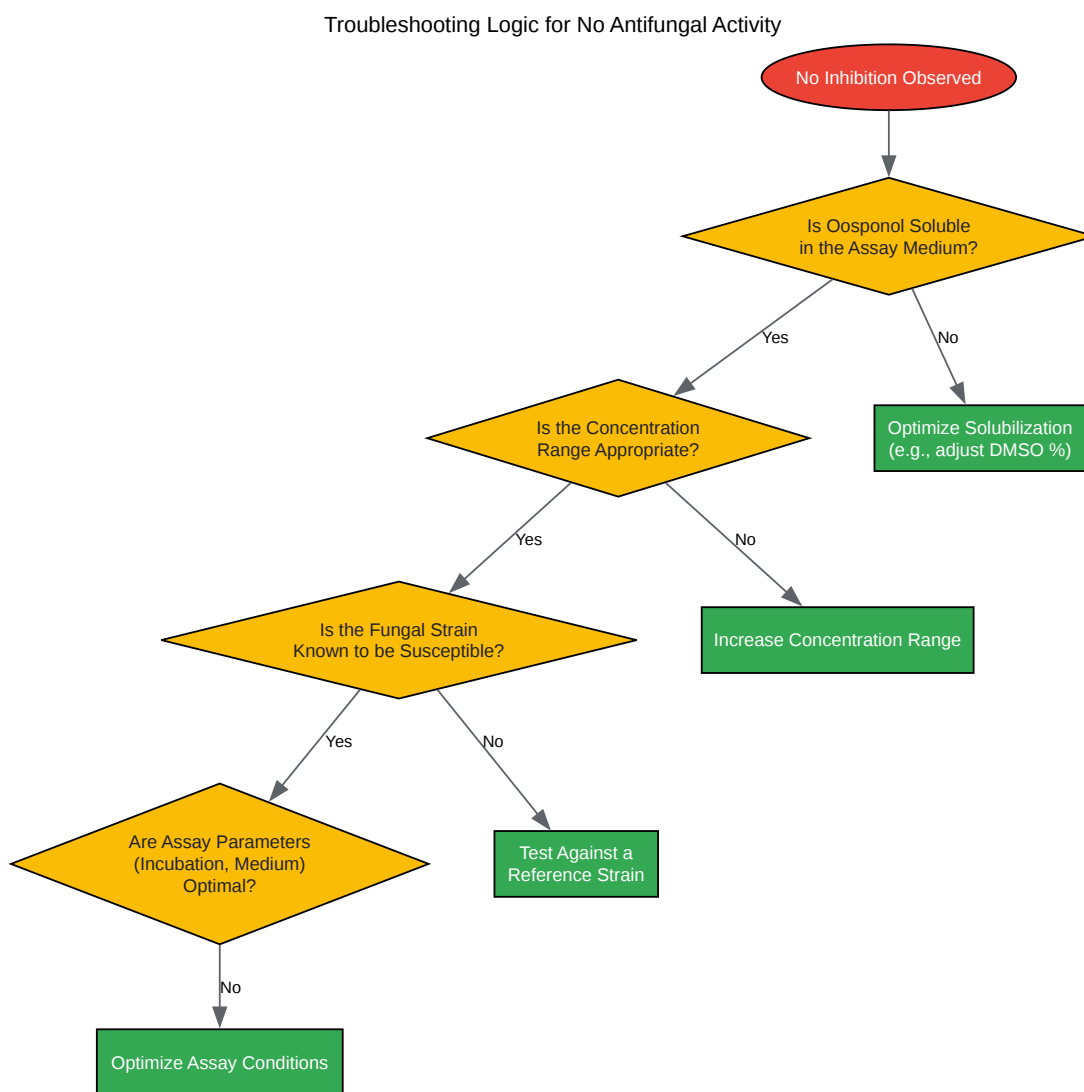 Troubleshooting Logic for No Antifungal Activity
No Inhibition Observed
Is Oosponol Soluble
in the Assay Medium?
Yes
No
Is the Concentration
Range Appropriate?
Optimize Solubilization
(e.g., adjust DMSO %)
Yes
No
Is the Fungal Strain
Known to be Susceptible?
Increase Concentration Range
Yes
No
Are Assay Parameters
(Incubation, Medium)
Optimal?
Test Against a
Reference Strain
No
Optimize Assay Conditions